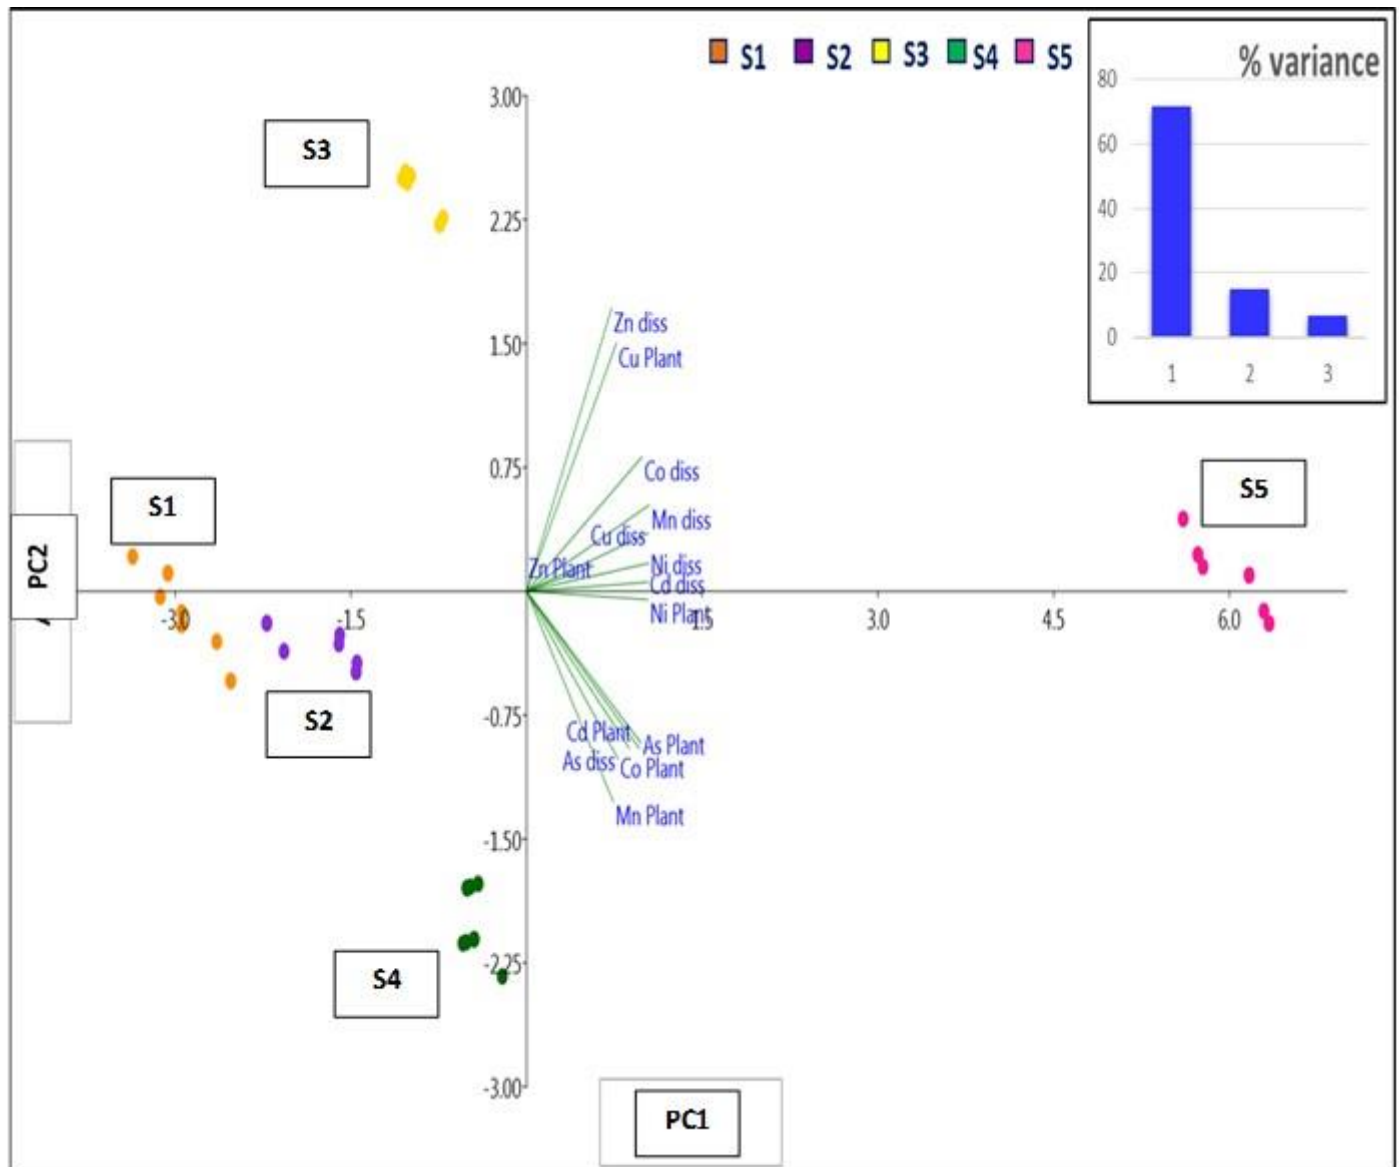 S1 S2 S3 S4 S5
% variance
80
60
40
20
0
1 2 3
3.00
S3
2.25
Zn diss
1.50
Cu Plant
0.75
Co diss
S5
S1
Mn diss
Cu diss
PC2
Zn Plant
Ni diss
Cd diss
Ni Plant
-3.0 -1.5 1.5 3.0 4.5 6.0
S2
-0.75
Cd Plant
As Plant
As diss
Co Plant
Mn Plant
-1.50
-2.25
S4
-3.00
PC1